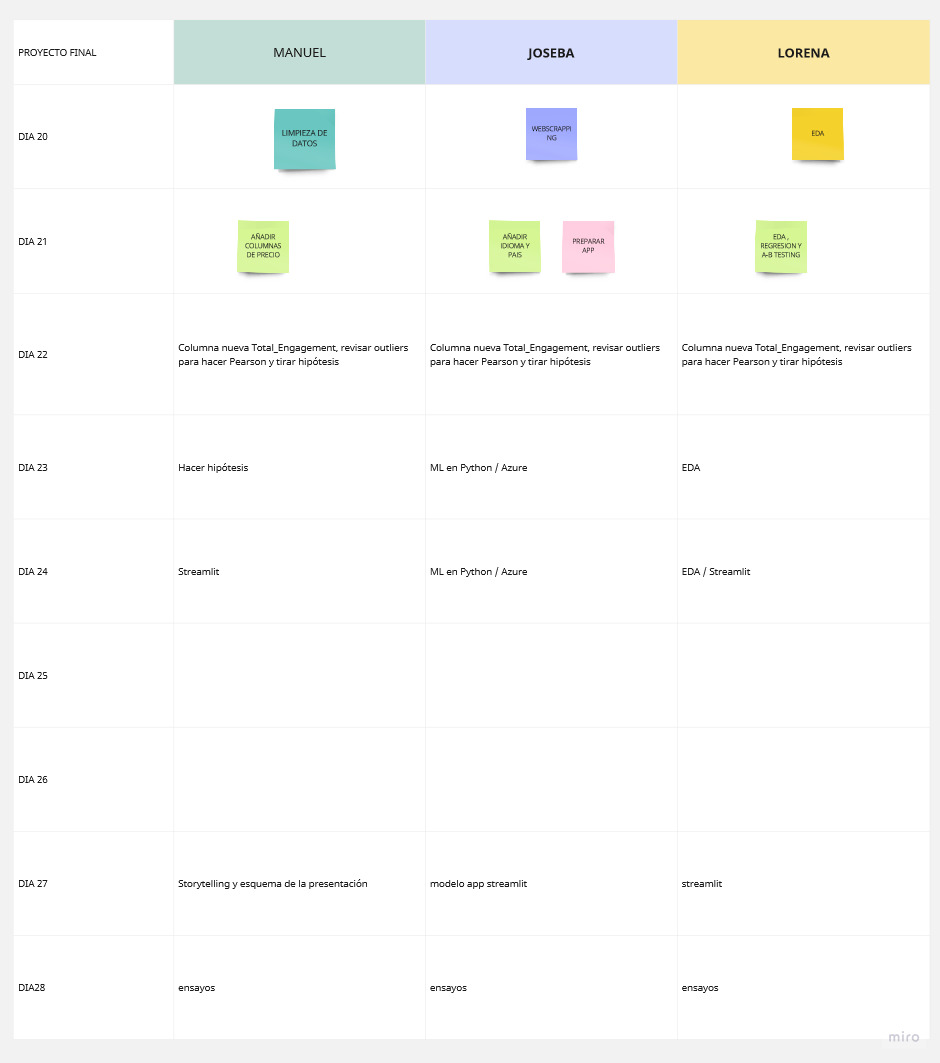 PROYECTO FINAL
MANUEL
JOSEBA
LORENA
DIA 20
LIMPIEZA DE
DATOS
WEBSCRAPPI
NG
EDA
DIA 21
AÑADIR
COLUMNAS
DE PRECIO
AÑADIR
IDIOMA Y
PAIS
PREPARAR
APP
EDA ,
REGRESION Y
A-B TESTING
DIA 22
Columna nueva Total_Engagement, revisar outliers
para hacer Pearson y tirar hipótesis
Columna nueva Total_Engagement, revisar outliers
para hacer Pearson y tirar hipótesis
Columna nueva Total_Engagement, revisar outliers
para hacer Pearson y tirar hipótesis
DIA 23
Hacer hipótesis
ML en Python / Azure
EDA
DIA 24
Streamlit
ML en Python / Azure
EDA / Streamlit
DIA 25
DIA 26
DIA 27
Storytelling y esquema de la presentación
modelo app streamlit
streamlit
DIA28
ensayos
ensayos
ensayos
miro